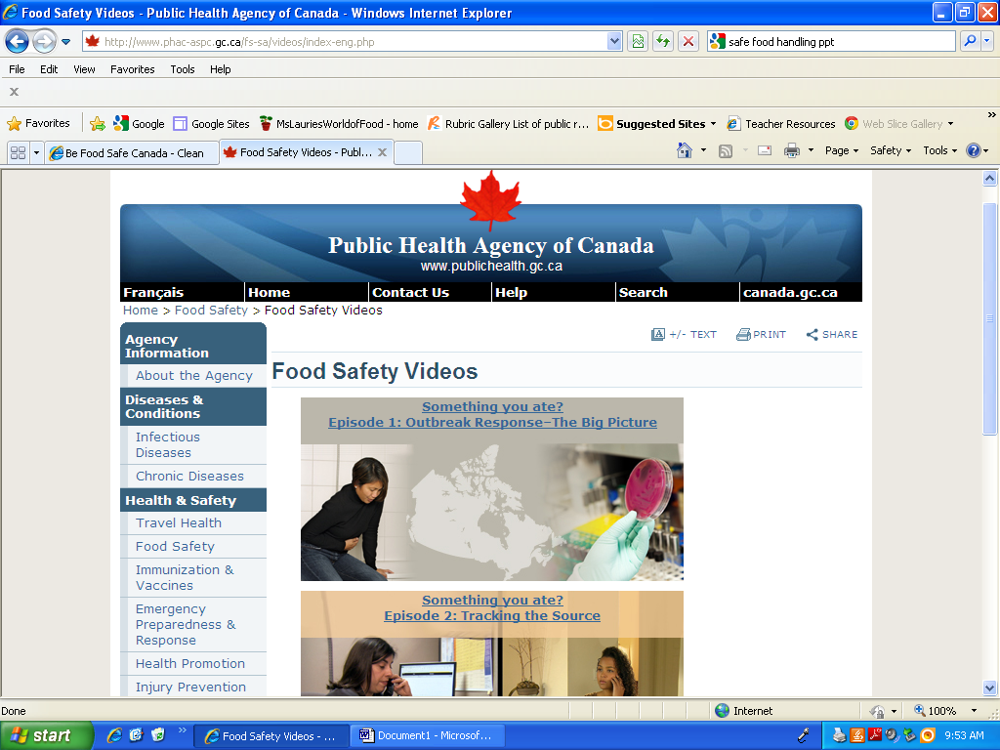 Food Safety Videos - Public Health Agency of Canada - Windows Internet Explorer
http://www.phac-aspc.gc.ca/fs-sa/videos/index-eng.php
safe food handling ppt
File Edit View Favorites Tools Help
x
Favorites Google Google Sites MsLauriesWorldofFood - home Rubric Gallery List of public r... Suggested Sites Teacher Resources Web Slice Gallery »
Be Food Safe Canada - Clean Food Safety Videos - Publ... X Page Safety Tools
Public Health Agency of Canada
www.publichealth.gc.ca
Français Home Contact Us Help Search canada.gc.ca
Home > Food Safety > Food Safety Videos
A +/- TEXT PRINT SHARE
Agency
Information
About the Agency
Diseases &
Conditions
Infectious
Diseases
Chronic Diseases
Health & Safety
Travel Health
Food Safety
Immunization &
Vaccines
Emergency
Preparedness &
Response
Health Promotion
Injury Prevention
Food Safety Videos
Something you ate?
Episode 1: Outbreak Response–The Big Picture
Something you ate?
Episode 2: Tracking the Source
Done Internet 100%
start » Food Safety Videos - ... Document1 - Microsof... 9:53 AM